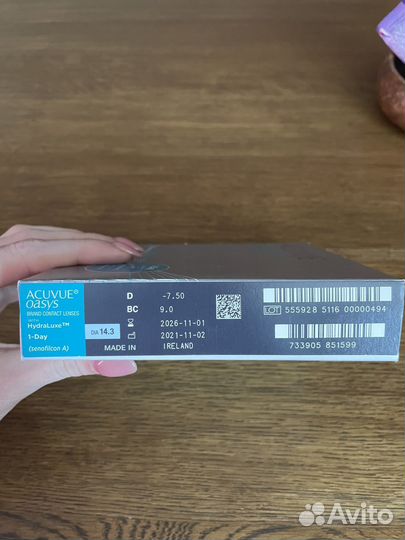 ACUVUE®
OASYS
BRAND CONTACT LENSES
WITH
HydraLuxe™
1-Day
(senofilcon A)
DIA 14.3
D -7.50
BC 9.0
2026-11-01
2021-11-02
MADE IN IRELAND
LOT 555928 5116 00000494
733905 851599
Avito